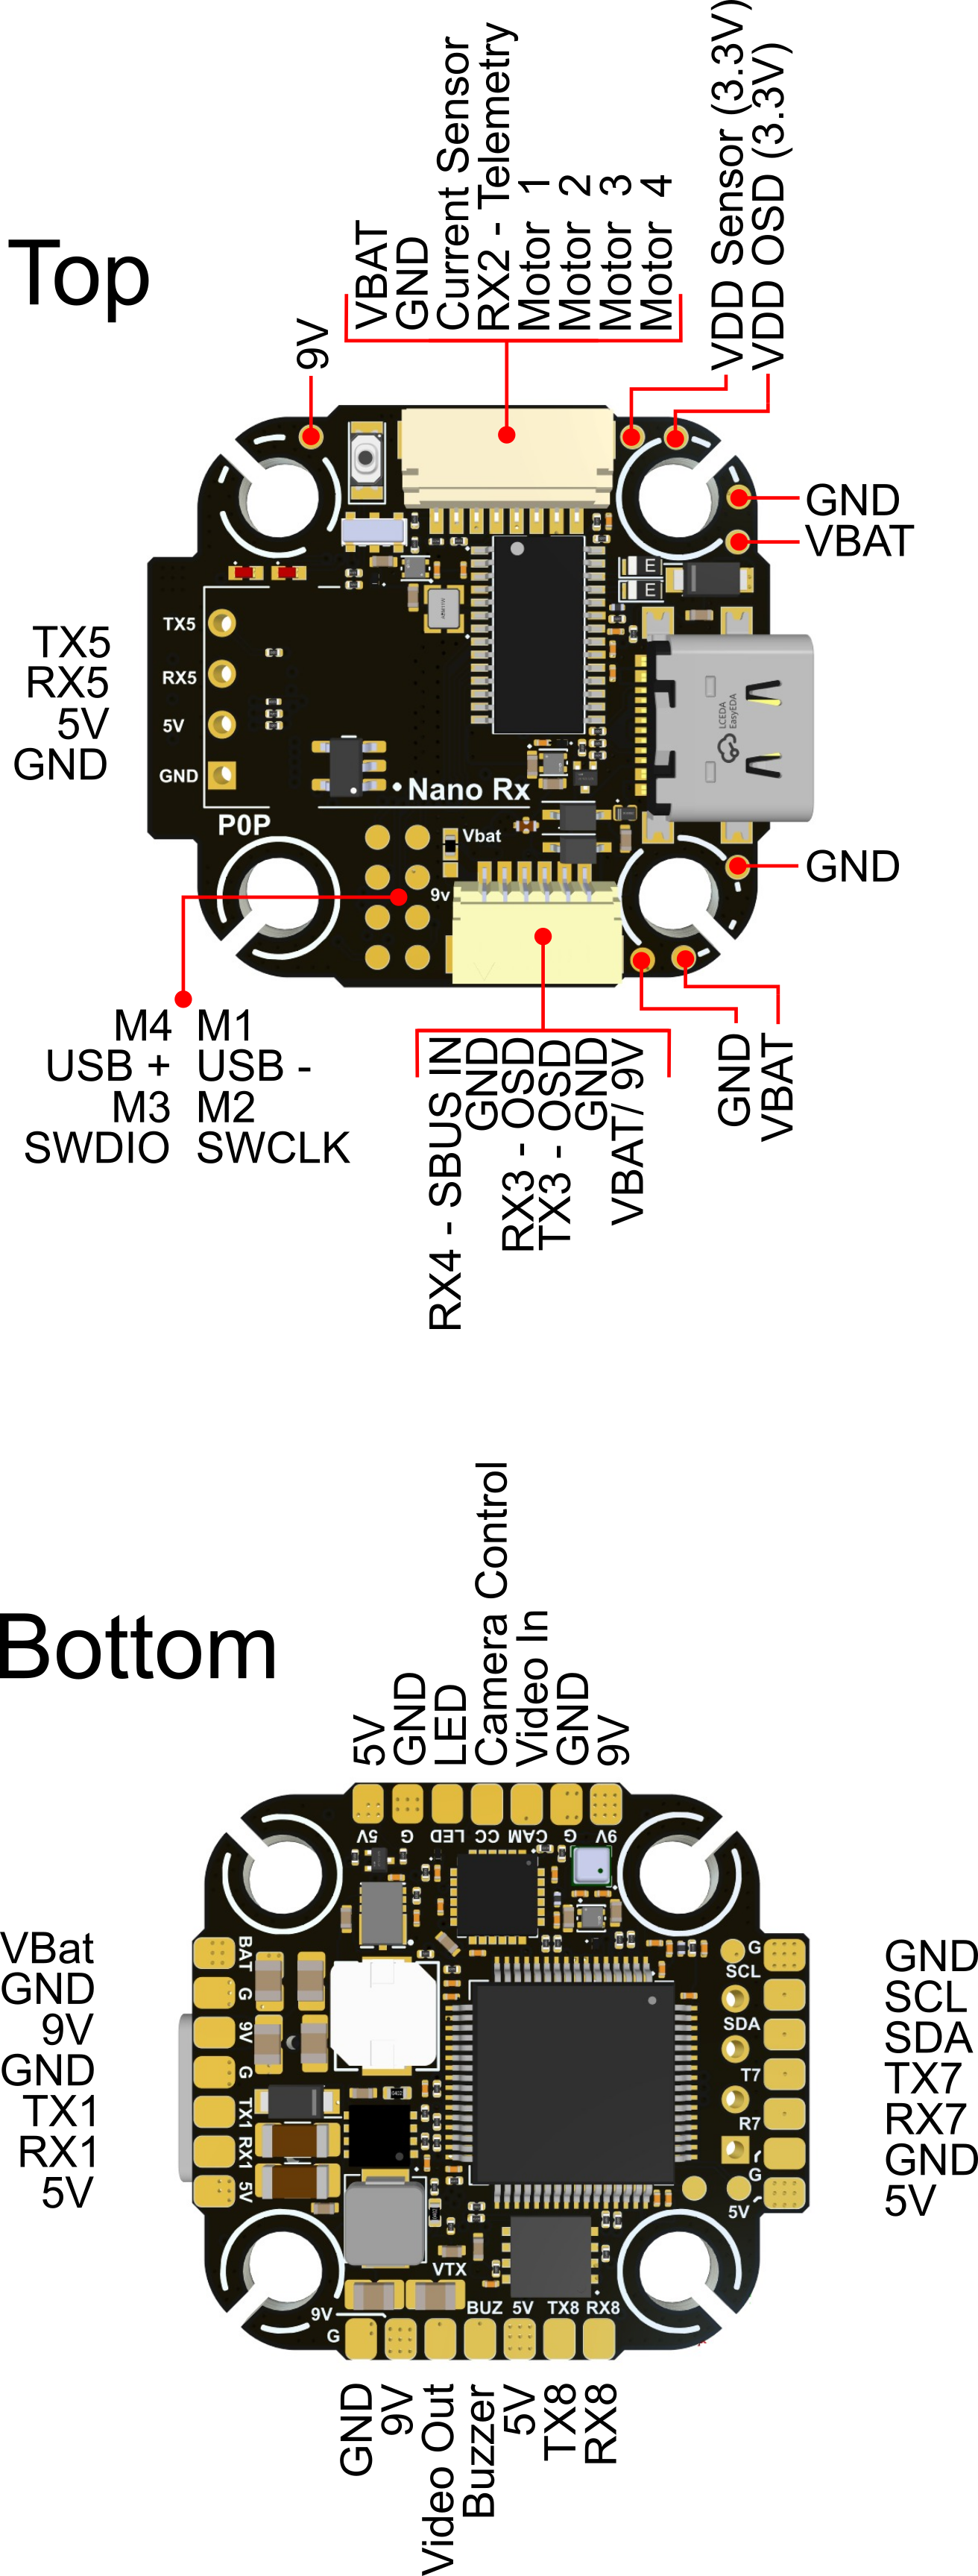 Top
9V
VBAT
GND
Current Sensor
RX2 - Telemetry
Motor 1
Motor 2
Motor 3
Motor 4
VDD Sensor (3.3V)
VDD OSD (3.3V)
GND
VBAT
E
E
TX5
RX5
5V
GND
TX5
RX5
5V
GND
LCEDA
EasyEDA
Nano Rx
P0P
Vbat
9v
GND
M4 M1
USB + USB -
M3 M2
SWDIO SWCLK
RX4 - SBUS IN
GND
RX3 - OSD
TX3 - OSD
GND
VBAT/ 9V
GND
VBAT
Bottom
5V
GND
LED
Camera Control
Video In
GND
9V
5V
G
LED
CC
CAM
G
9V
VBat
GND
9V
GND
TX1
RX1
5V
BAT
G
9V
G
TX1
RX1
5V
G
SCL
SDA
T7
R7
G
5V
GND
SCL
SDA
TX7
RX7
GND
5V
VTX
9V
G
BUZ
5V
TX8
RX8
GND
9V
Video Out
Buzzer
5V
TX8
RX8